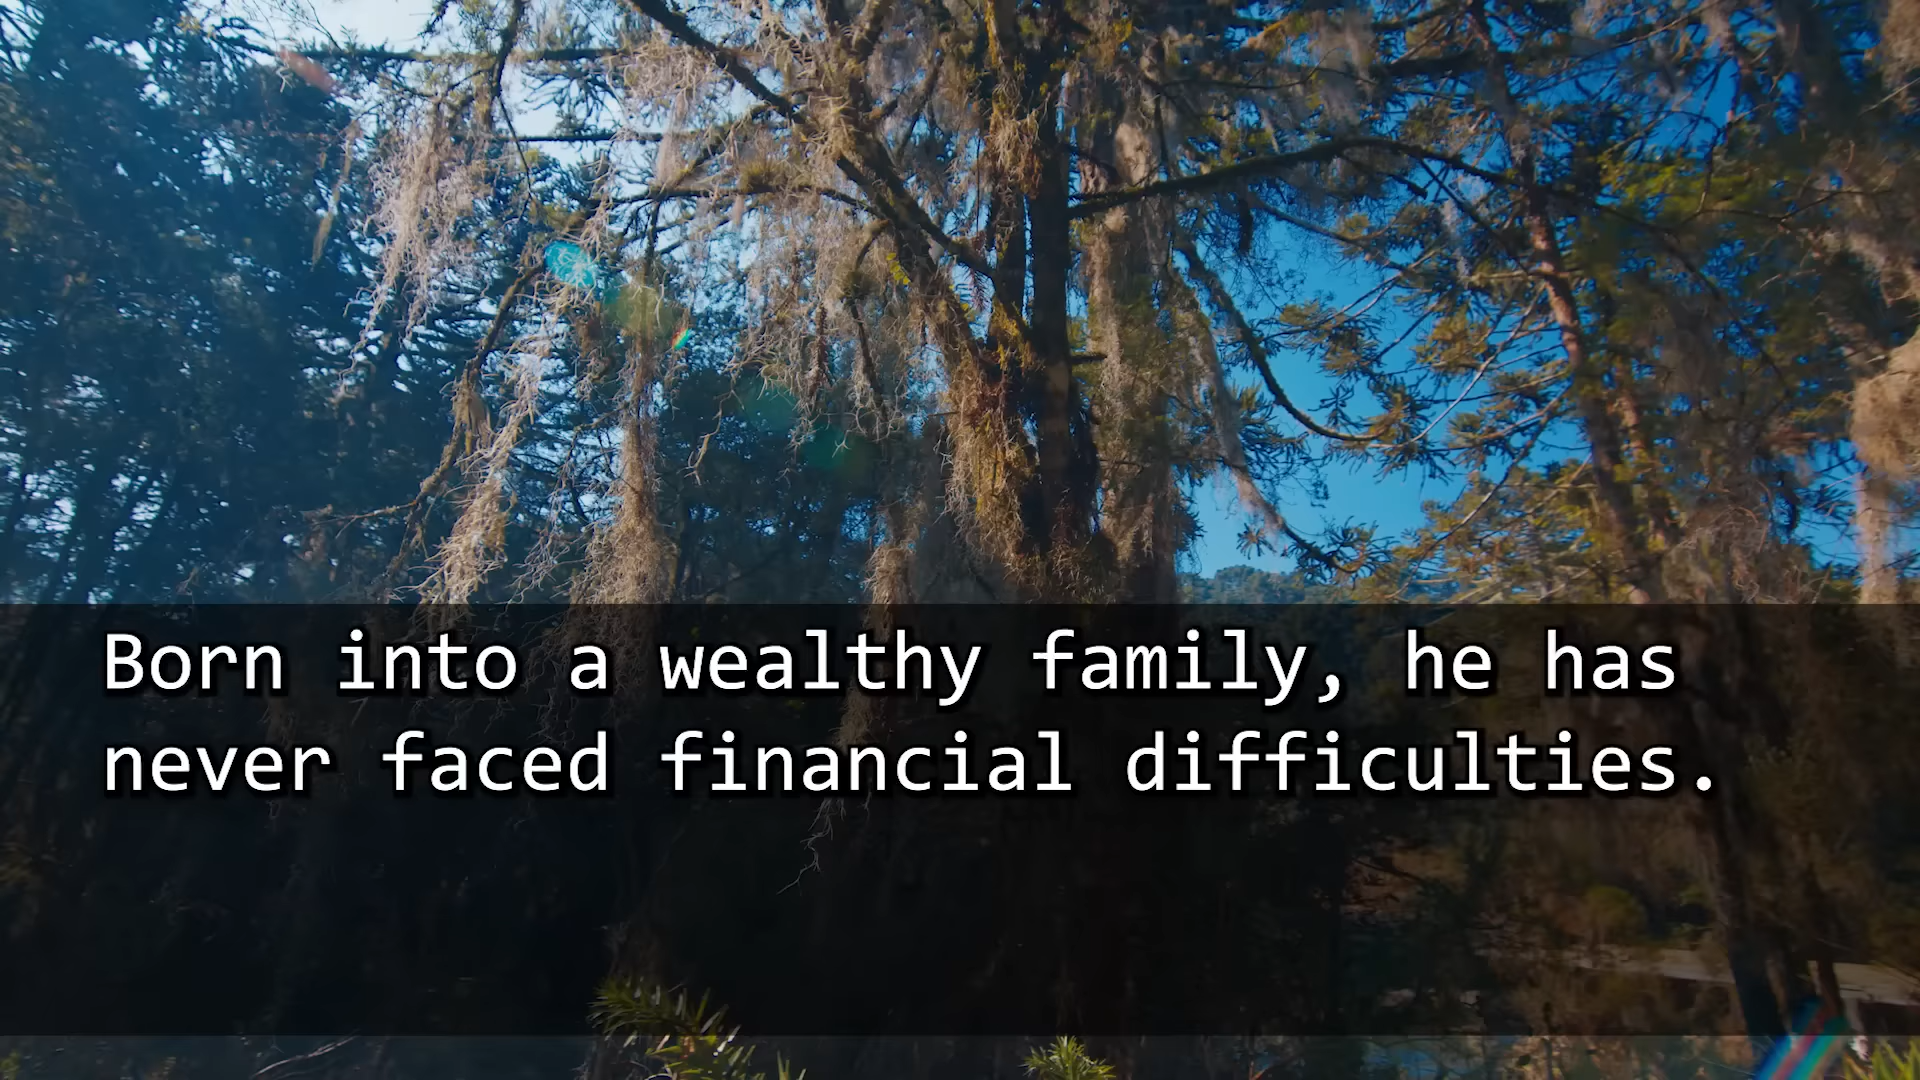 Born into a wealthy family, he has
never faced financial difficulties.